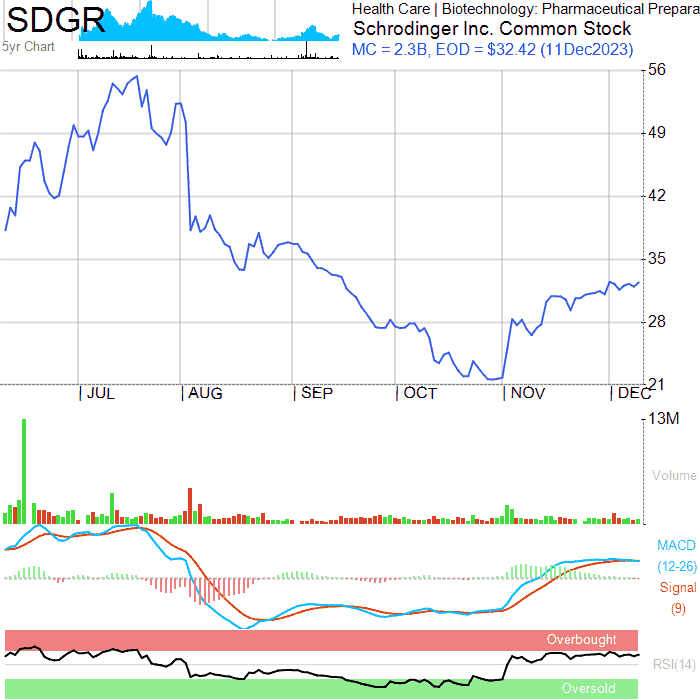 SDGR
5yr Chart
Health Care | Biotechnology: Pharmaceutical Prepara
Schrodinger Inc. Common Stock
MC = 2.3B, EOD = $32.42 (11Dec2023)
56
49
42
35
28
21
JUL
AUG
SEP
OCT
NOV
DEC
13M
Volume
MACD
(12-26)
Signal
(9)
Overbought
RSI(14)
Oversold